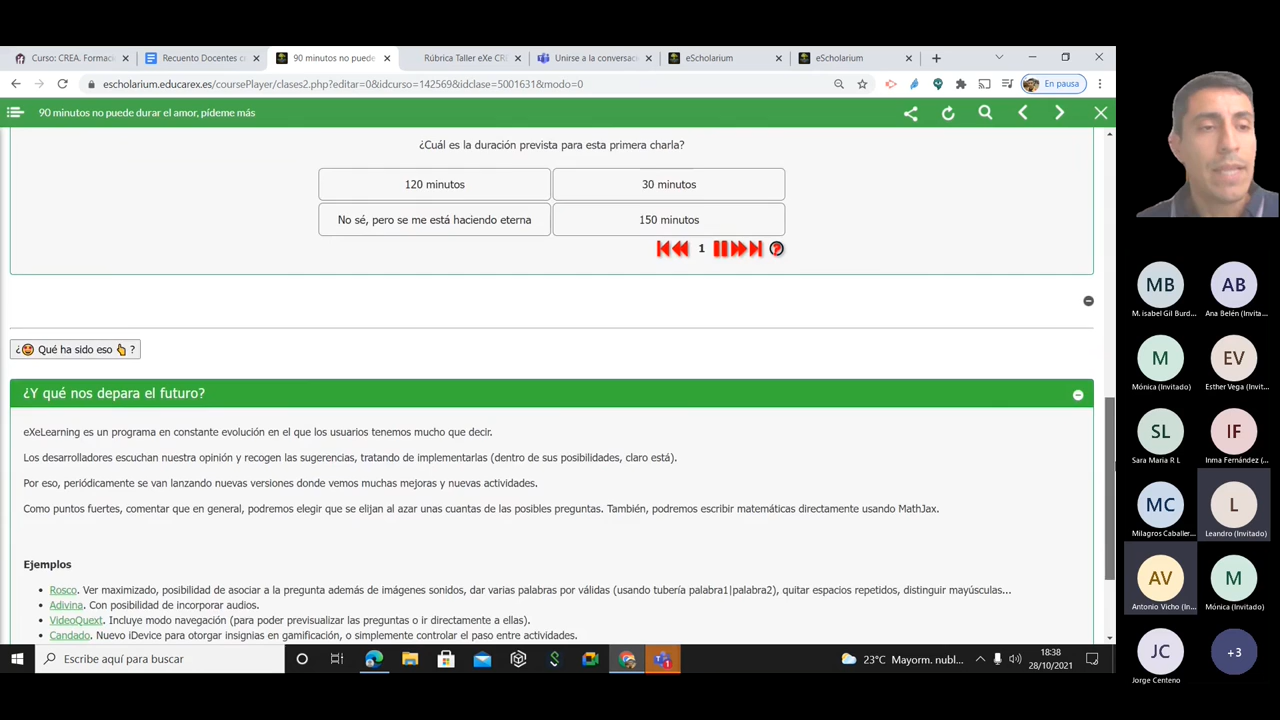 Curso: CREA. Formaci
Recuento Docentes c
90 minutos no puede
Rúbrica Taller eXe CR
Unirse a la conversac
eScholarium
eScholarium
escholarium.educarex.es/coursePlayer/clases2.php?editar=0&idcurso=142569&idclase=5001631&modo=0
En pausa
90 minutos no puede durar el amor, pídeme más
¿Cuál es la duración prevista para esta primera charla?
120 minutos
30 minutos
No sé, pero se me está haciendo eterna
150 minutos
1
¿ Qué ha sido eso ?
¿Y qué nos depara el futuro?
eXeLearning es un programa en constante evolución en el que los usuarios tenemos mucho que decir.
Los desarrolladores escuchan nuestra opinión y recogen las sugerencias, tratando de implementarlas (dentro de sus posibilidades, claro está).
Por eso, periódicamente se van lanzando nuevas versiones donde vemos muchas mejoras y nuevas actividades.
Como puntos fuertes, comentar que en general, podremos elegir que se elijan al azar unas cuantas de las posibles preguntas. También, podremos escribir matemáticas directamente usando MathJax.
Ejemplos
Rosco. Ver maximizado, posibilidad de asociar a la pregunta además de imágenes sonidos, dar varias palabras por válidas (usando tubería palabra1|palabra2), quitar espacios repetidos, distinguir mayúsculas...
Adivina. Con posibilidad de incorporar audios.
VideoQuext. Incluye modo navegación (para poder previsualizar las preguntas o ir directamente a ellas).
Candado. Nuevo iDevice para otorgar insignias en gamificación, o simplemente controlar el paso entre actividades.
Escribe aquí para buscar
23°C Mayorm. nubl...
18:38
28/10/2021
MB
M. isabel Gil Burd...
AB
Ana Belén (Invita...
M
Mónica (Invitado)
EV
Esther Vega (Invit...
SL
Sara Maria R L
IF
Inma Fernández (...
MC
Milagros Caballer...
L
Leandro (Invitado)
AV
Antonio Vicho (In...
M
Mónica (Invitado)
JC
Jorge Centeno
+3